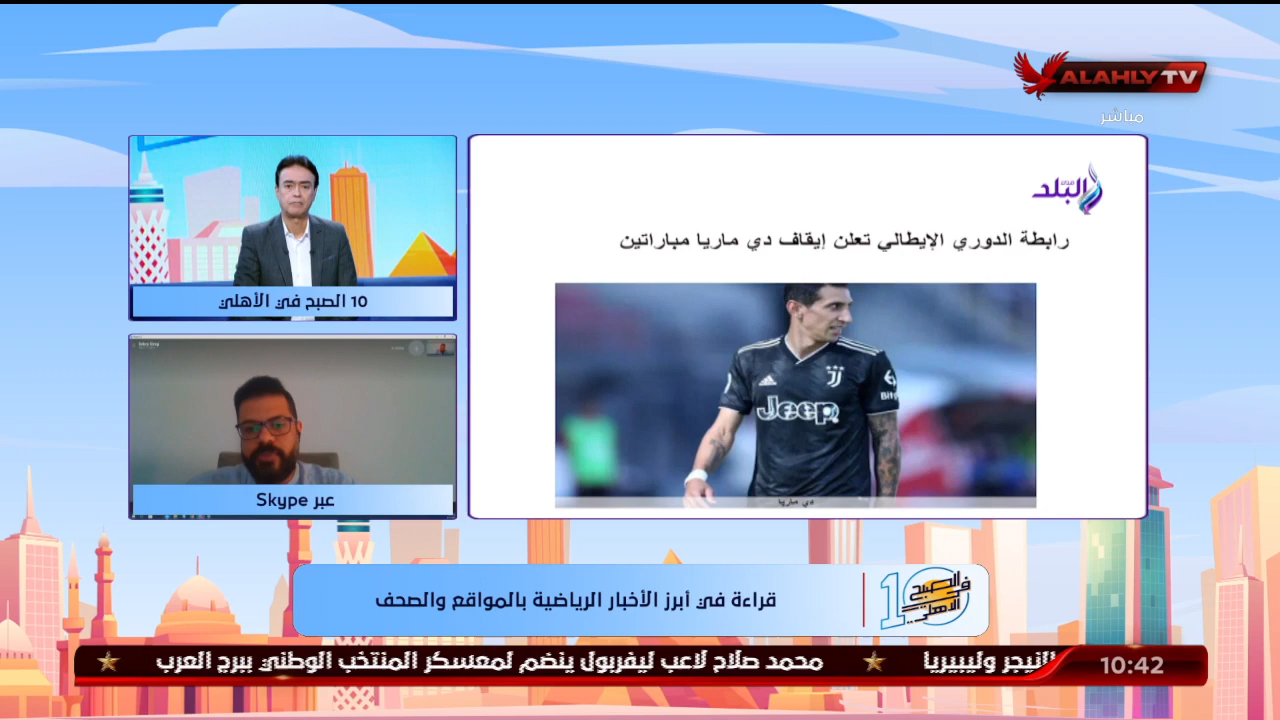 ALAHLY TV
مباشر
صدى البلد
رابطة الدوري الإيطالي تعلن إيقاف دي ماريا مباراتين
Jeep
دي ماريا
10 الصبح في الأهلي
عبر Skype
10 الصبح في الاهلي
قراءة في أبرز الأخبار الرياضية بالمواقع والصحف
النيجر وليبيريا
محمد صلاح لاعب ليفربول ينضم لمعسكر المنتخب الوطني ببرج العرب
10:42